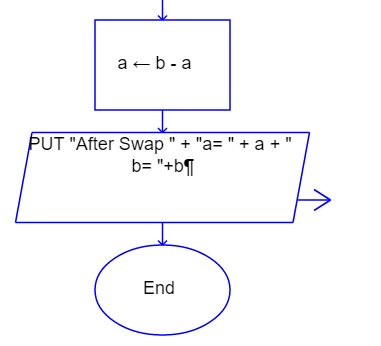 a ← b - a
PUT "After Swap " + "a= " + a + "
b= "+b¶
End